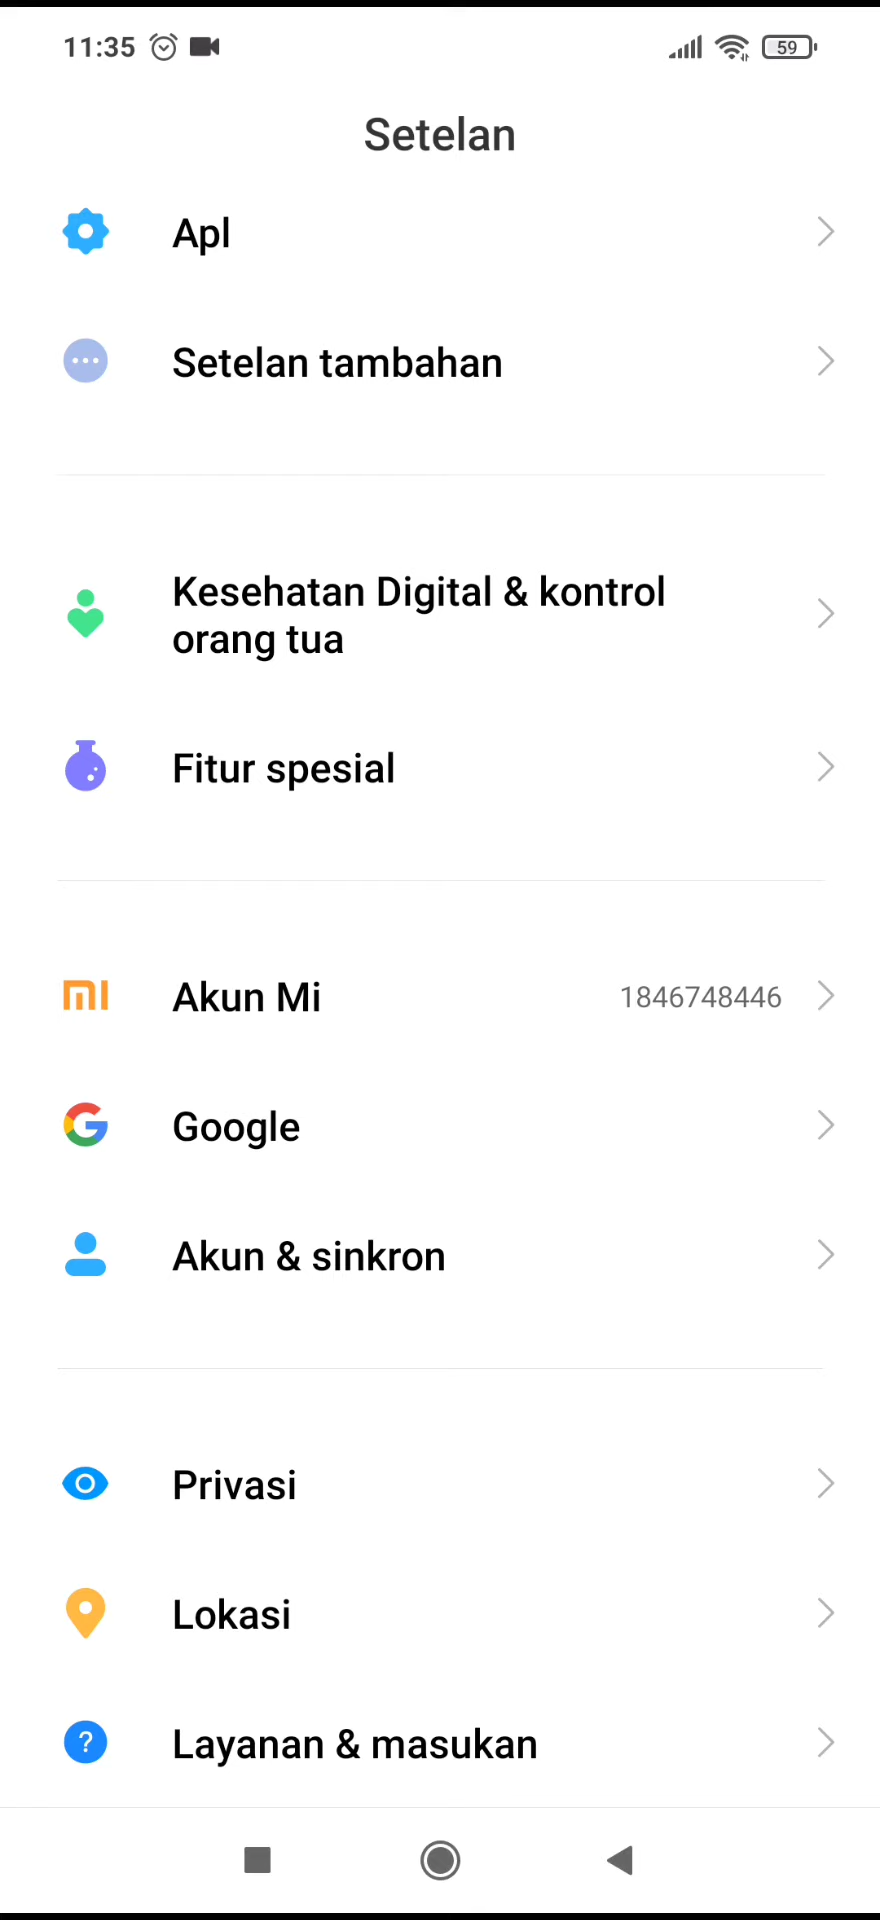 11:35
59
Setelan
Apl
Setelan tambahan
Kesehatan Digital & kontrol
orang tua
Fitur spesial
Akun Mi 1846748446
Google
Akun & sinkron
Privasi
Lokasi
Layanan & masukan